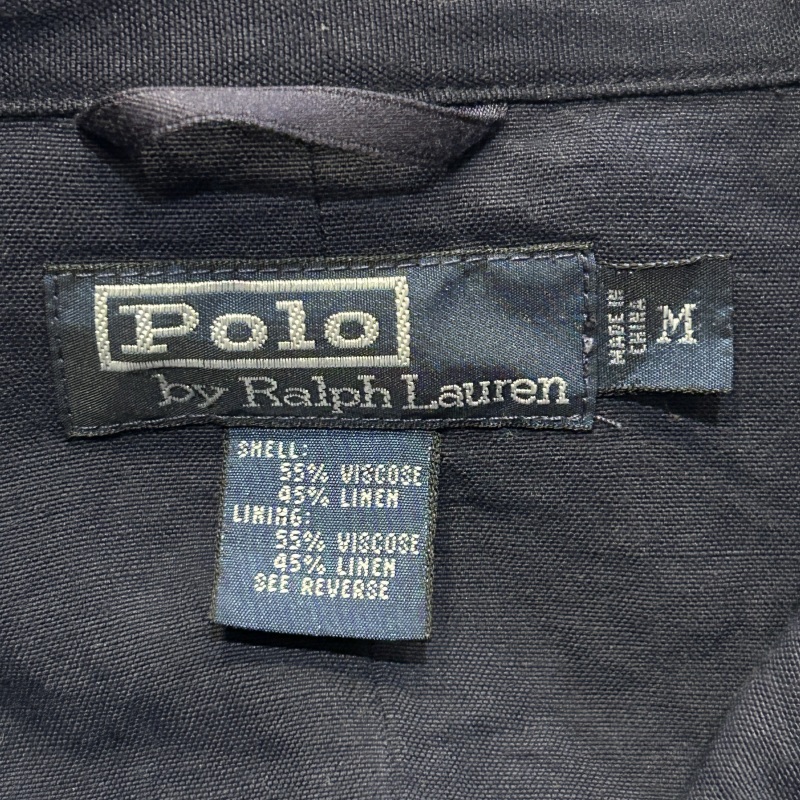 Polo
by Ralph Lauren
MADE IN
CHINA
M
SHELL:
55% VISCOSE
45% LINEN
LINING:
55% VISCOSE
45% LINEN
SEE REVERSE